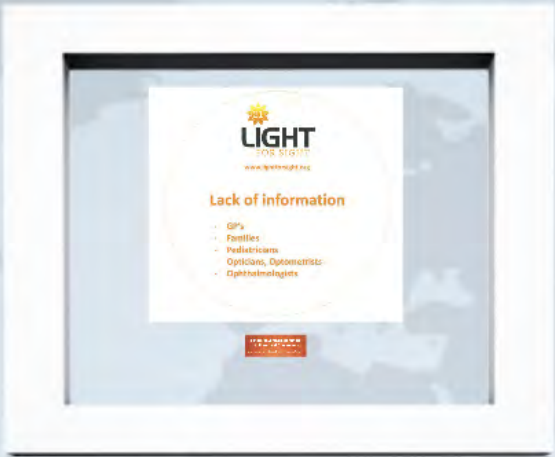 LIGHT
FOR SIGHT
www.lightforsight.org
Lack of information
- GP's
- Families
- Pediatricians
Opticians, Optometrists
- Ophthalmologists